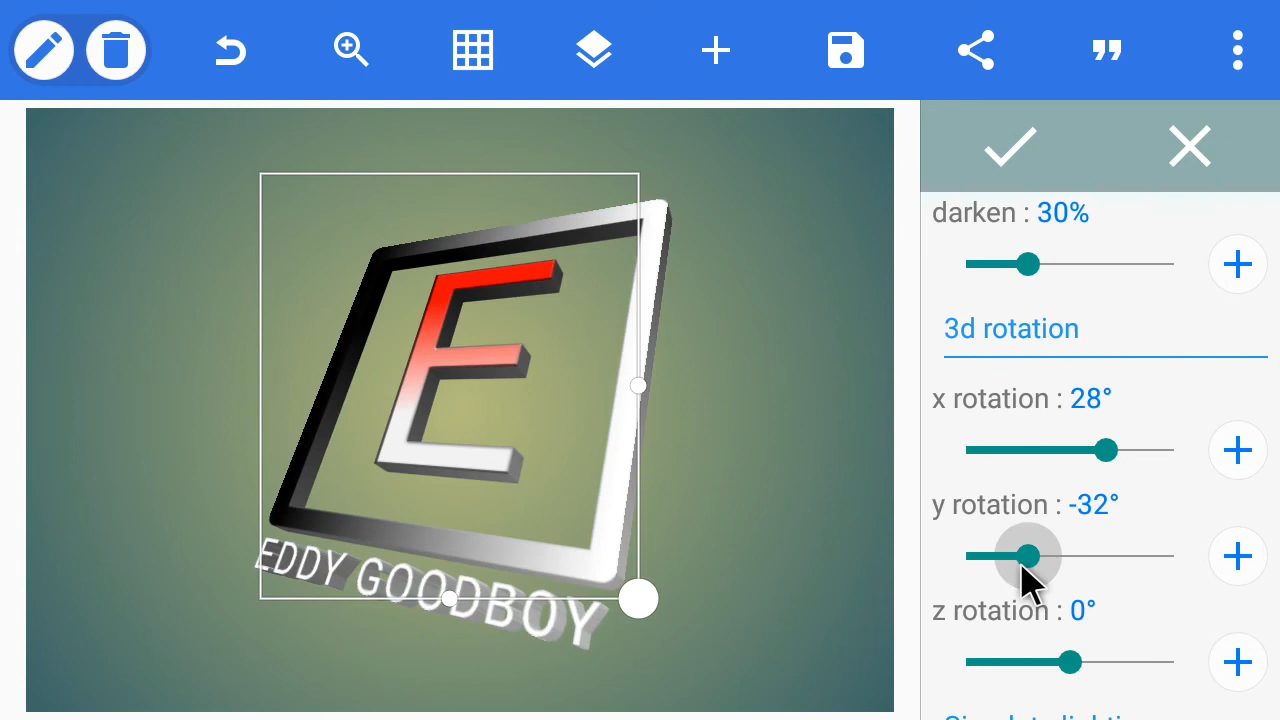 darken : 30%
3d rotation
x rotation : 28°
y rotation : -32°
z rotation : 0°
E
EDDY GOODBOY